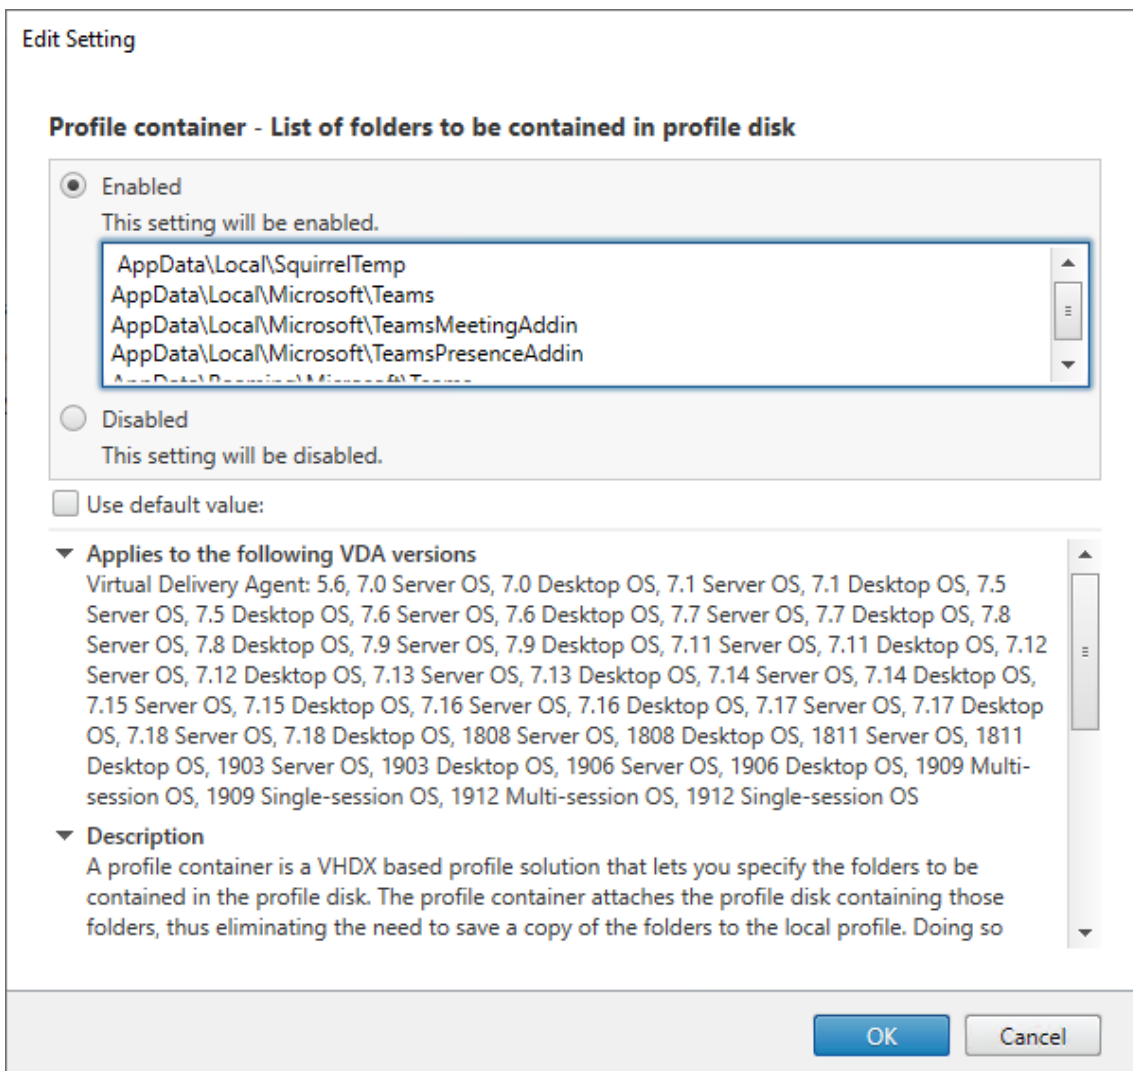 Edit Setting
Profile container - List of folders to be contained in profile disk
Enabled
This setting will be enabled.
AppData\Local\SquirrelTemp
AppData\Local\Microsoft\Teams
AppData\Local\Microsoft\TeamsMeetingAddin
AppData\Local\Microsoft\TeamsPresenceAddin
AppData\Roaming\Microsoft\Teams
Disabled
This setting will be disabled.
Use default value:
Applies to the following VDA versions
Virtual Delivery Agent: 5.6, 7.0 Server OS, 7.0 Desktop OS, 7.1 Server OS, 7.1 Desktop OS, 7.5
Server OS, 7.5 Desktop OS, 7.6 Server OS, 7.6 Desktop OS, 7.7 Server OS, 7.7 Desktop OS, 7.8
Server OS, 7.8 Desktop OS, 7.9 Server OS, 7.9 Desktop OS, 7.11 Server OS, 7.11 Desktop OS, 7.12
Server OS, 7.12 Desktop OS, 7.13 Server OS, 7.13 Desktop OS, 7.14 Server OS, 7.14 Desktop OS,
7.15 Server OS, 7.15 Desktop OS, 7.16 Server OS, 7.16 Desktop OS, 7.17 Server OS, 7.17 Desktop
OS, 7.18 Server OS, 7.18 Desktop OS, 1808 Server OS, 1808 Desktop OS, 1811 Server OS, 1811
Desktop OS, 1903 Server OS, 1903 Desktop OS, 1906 Server OS, 1906 Desktop OS, 1909 Multi-
session OS, 1909 Single-session OS, 1912 Multi-session OS, 1912 Single-session OS
Description
A profile container is a VHDX based profile solution that lets you specify the folders to be
contained in the profile disk. The profile container attaches the profile disk containing those
folders, thus eliminating the need to save a copy of the folders to the local profile. Doing so
OK
Cancel